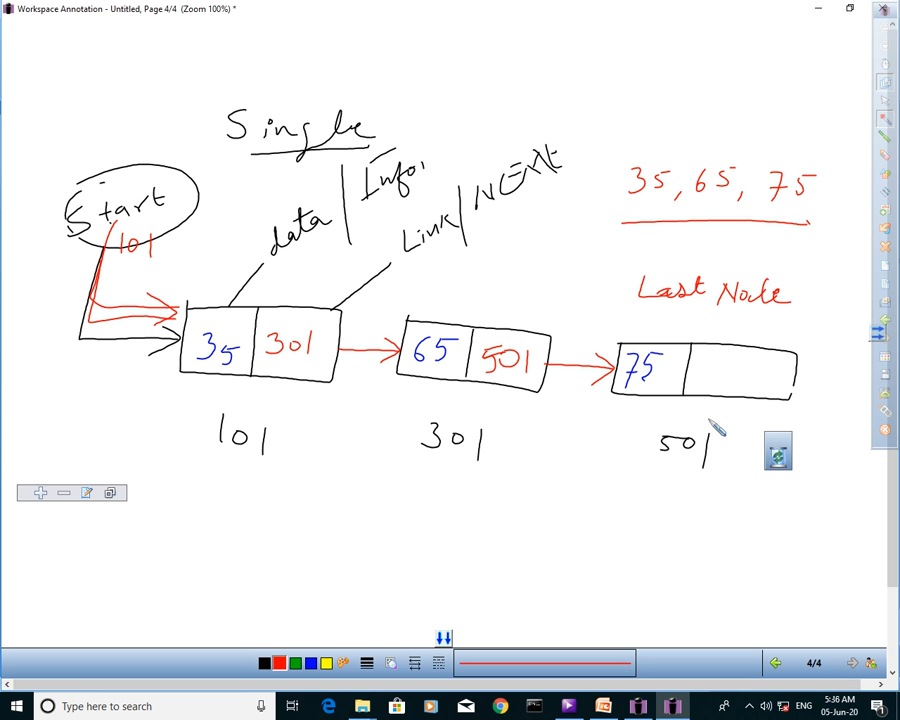 Workspace Annotation - Untitled, Page 4/4 (Zoom 100%) *
Single
Start
101
data / Info.
Link / NEXT
35, 65, 75
Last Node
35 301
65 501
75
101
301
501
4/4
Type here to search
ENG
5:36 AM
05-Jun-20